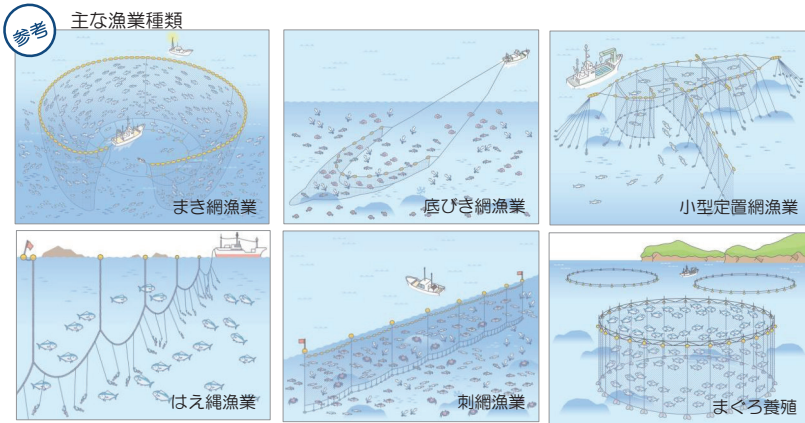 参考
主な漁業種類
まき網漁業
底びき網漁業
小型定置網漁業
はえ縄漁業
刺網漁業
まぐろ養殖